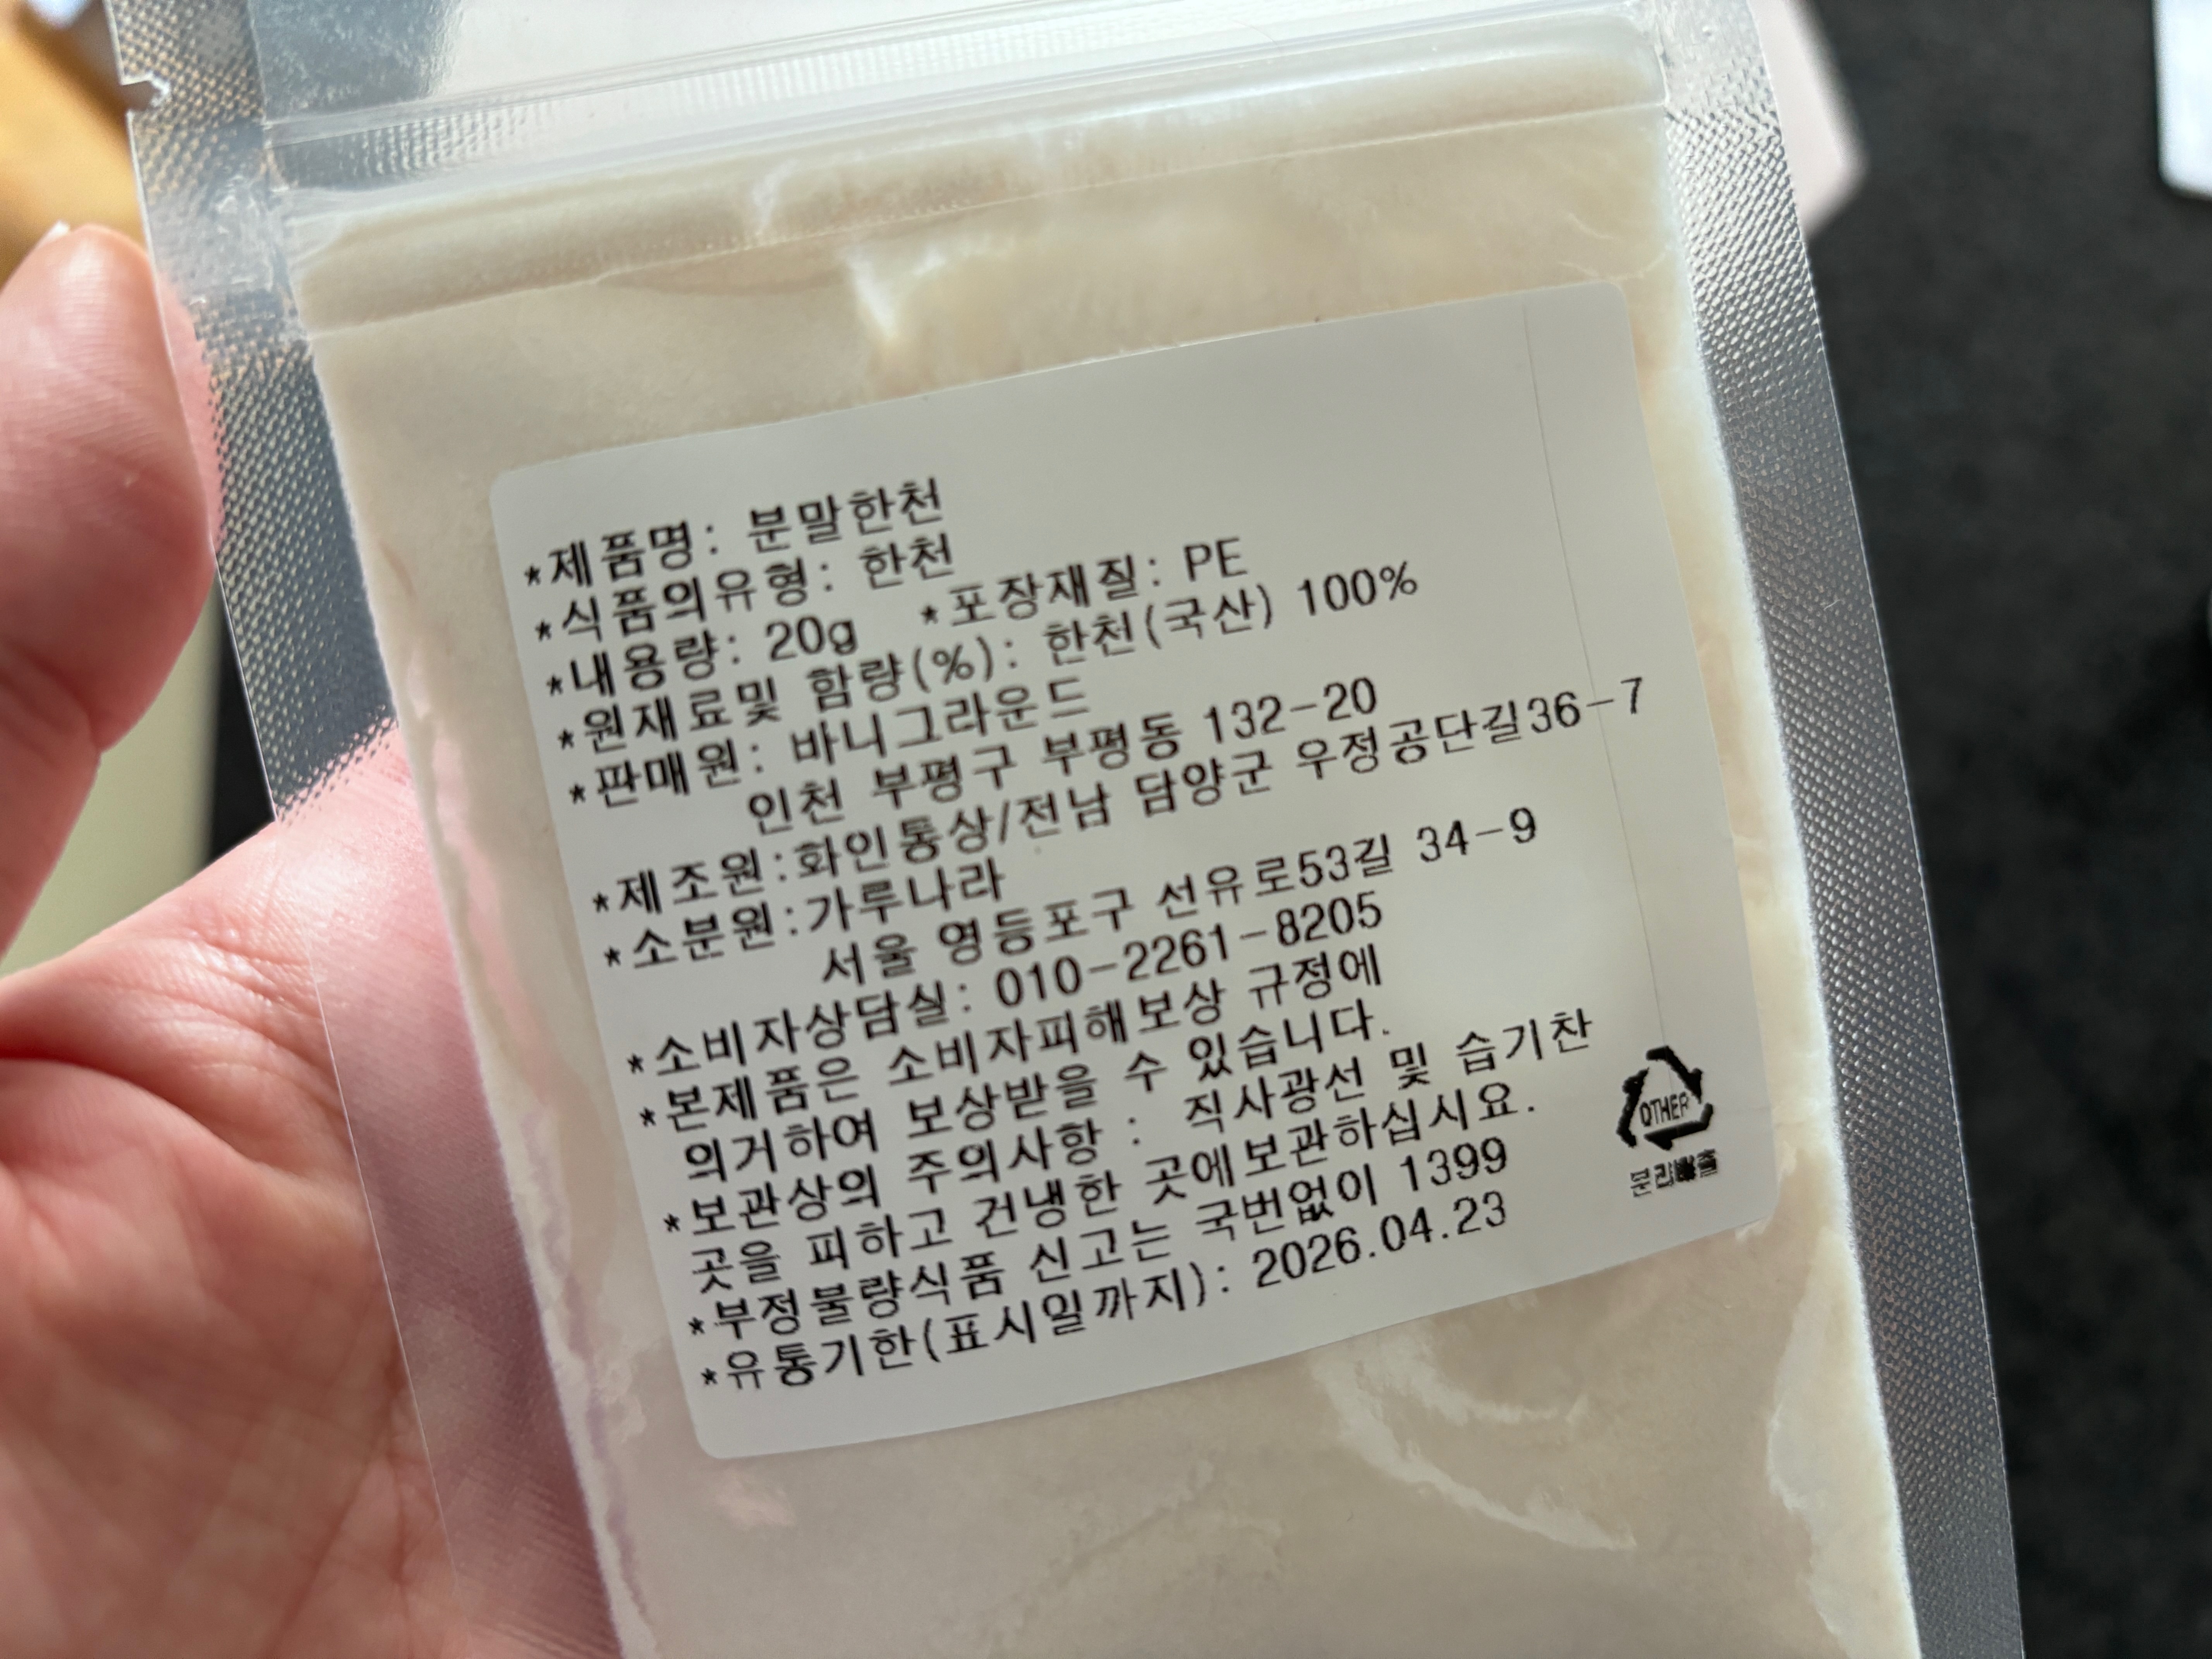 *제품명: 분말한천
*식품의유형: 한천
*내용량: 20g *포장재질: PE
*원재료및 함량(%): 한천(국산) 100%
*판매원: 바니그라운드
인천 부평구 부평동 132-20
*제조원:화인통상/전남 담양군 우정공단길36-7
*소분원:가루나라
서울 영등포구 선유로53길 34-9
*소비자상담실: 010-2261-8205
*본제품은 소비자피해보상 규정에
의거하여 보상받을 수 있습니다.
*보관상의 주의사항 : 직사광선 및 습기찬
곳을 피하고 건냉한 곳에보관하십시요.
*부정불량식품 신고는 국번없이 1399
*유통기한(표시일까지): 2026.04.23
OTHER
분리배출